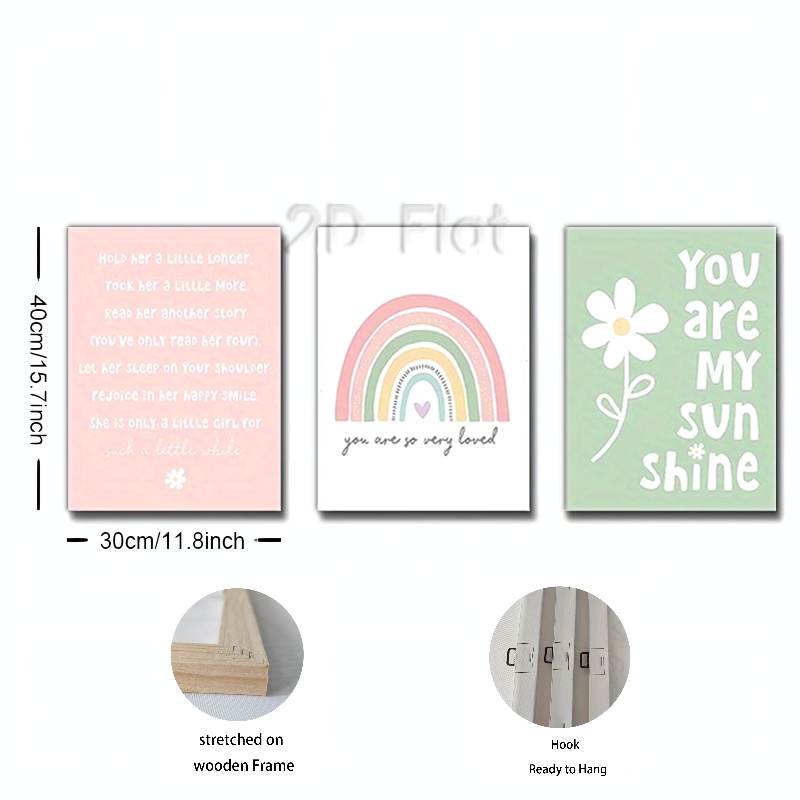 2D Flat
40cm/15.7inch
Hold her a little longer,
Rock her a little more.
Read her another story
(You've only read her four).
Let her sleep on your shoulder,
Rejoice in her happy smile.
She is only a little girl for
such a little while
you are so very loved
You
are
MY
sun
shine
30cm/11.8inch
stretched on
wooden Frame
Hook
Ready to Hang